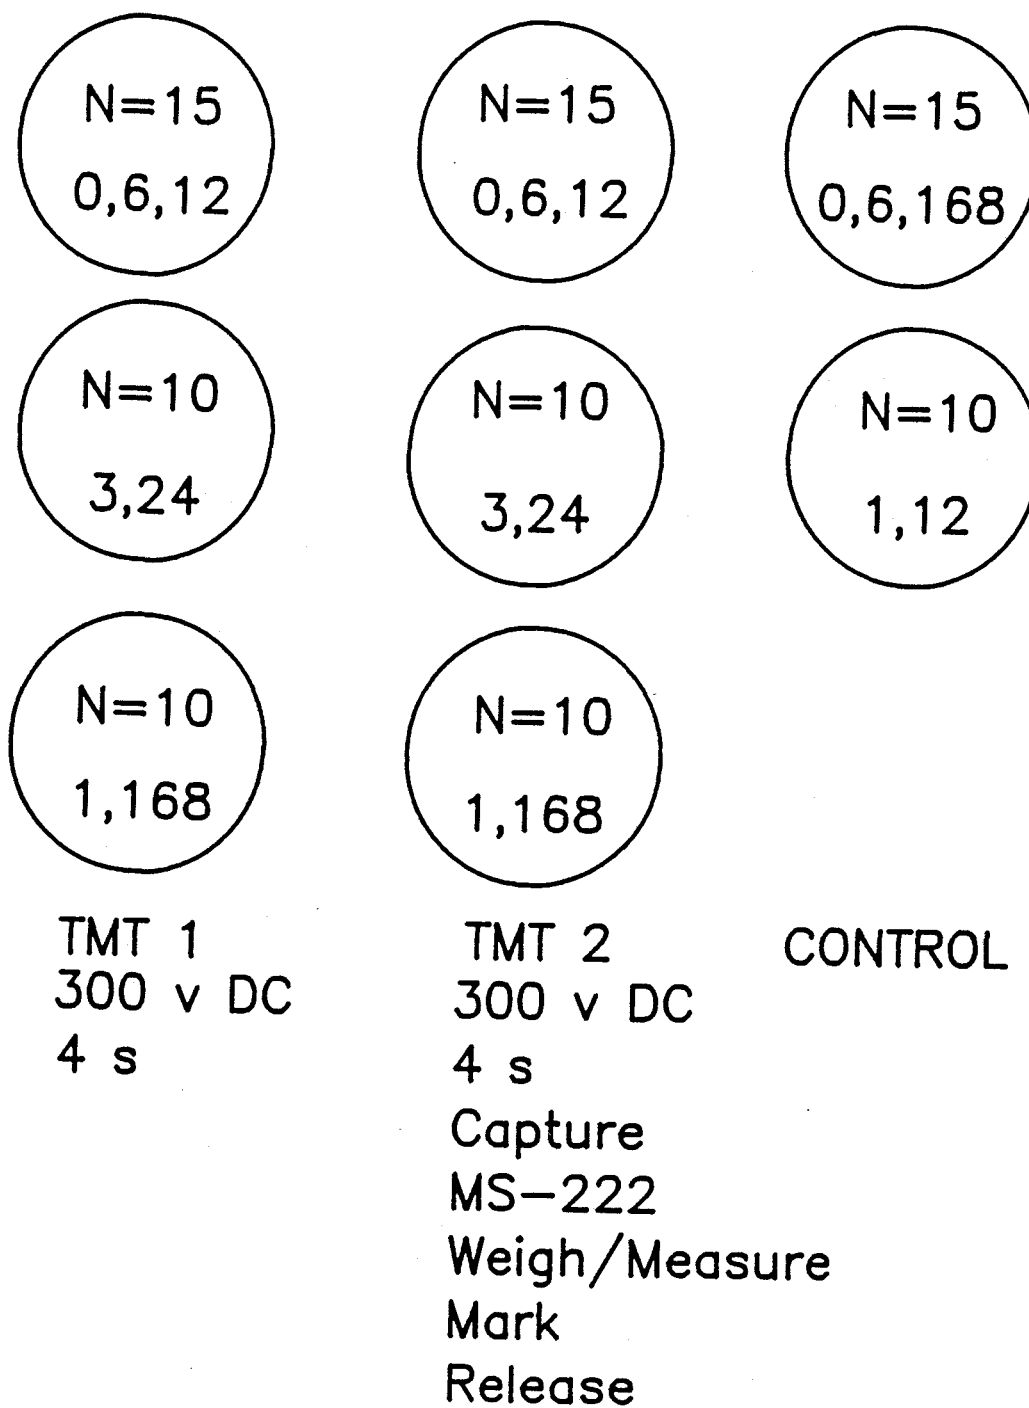 N=15
0,6,12
N=15
0,6,12
N=15
0,6,168
N=10
3,24
N=10
3,24
N=10
1,12
N=10
1,168
N=10
1,168
TMT 1
300 v DC
4 s
TMT 2
300 v DC
4 s
Capture
MS-222
Weigh/Measure
Mark
Release
CONTROL